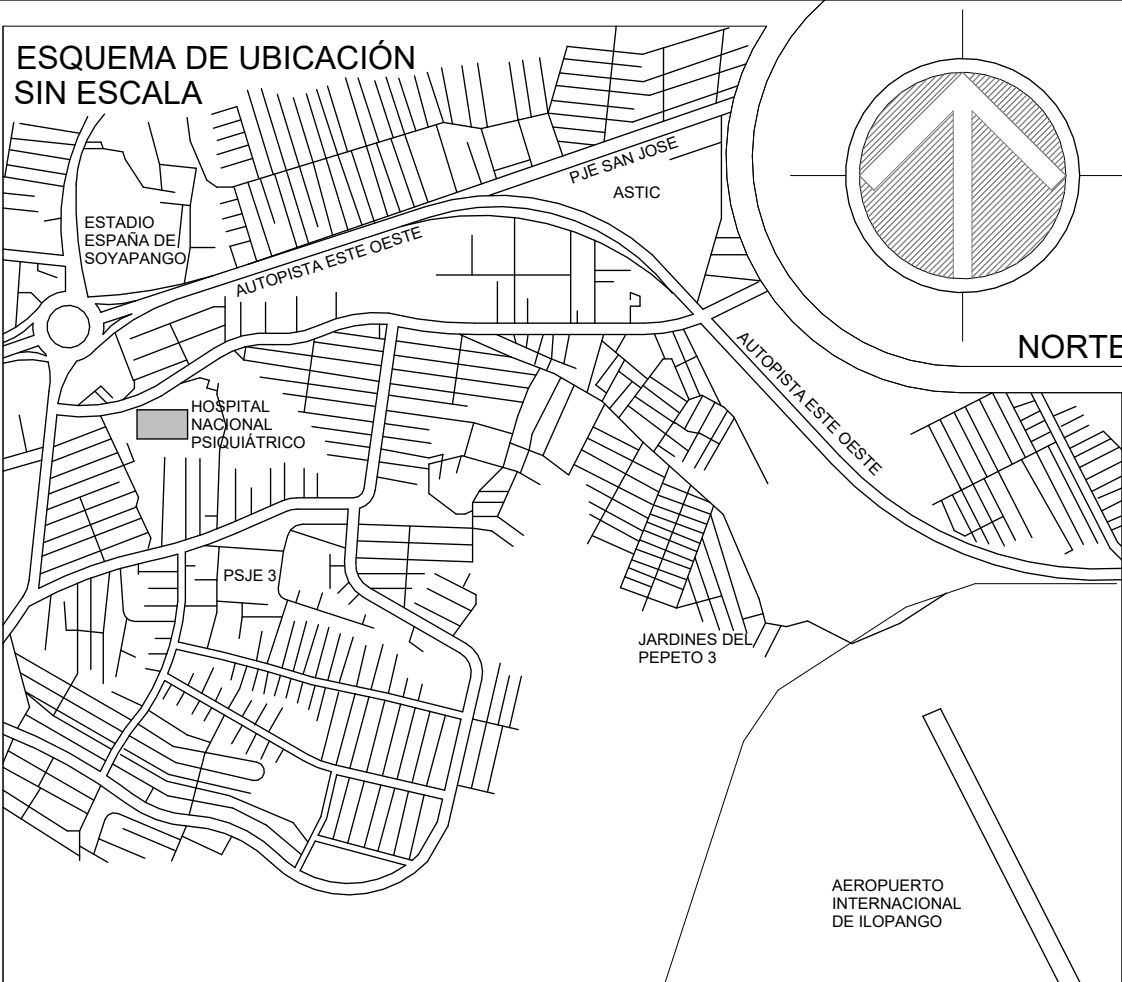 ESQUEMA DE UBICACIÓN
SIN ESCALA
PJE SAN JOSE
ASTIC
ESTADIO
ESPAÑA DE
SOYAPANGO
AUTOPISTA ESTE OESTE
NORTE
AUTOPISTA ESTE OESTE
HOSPITAL
NACIONAL
PSIQUIÁTRICO
PSJE 3
JARDINES DEL
PEPETO 3
AEROPUERTO
INTERNACIONAL
DE ILOPANGO